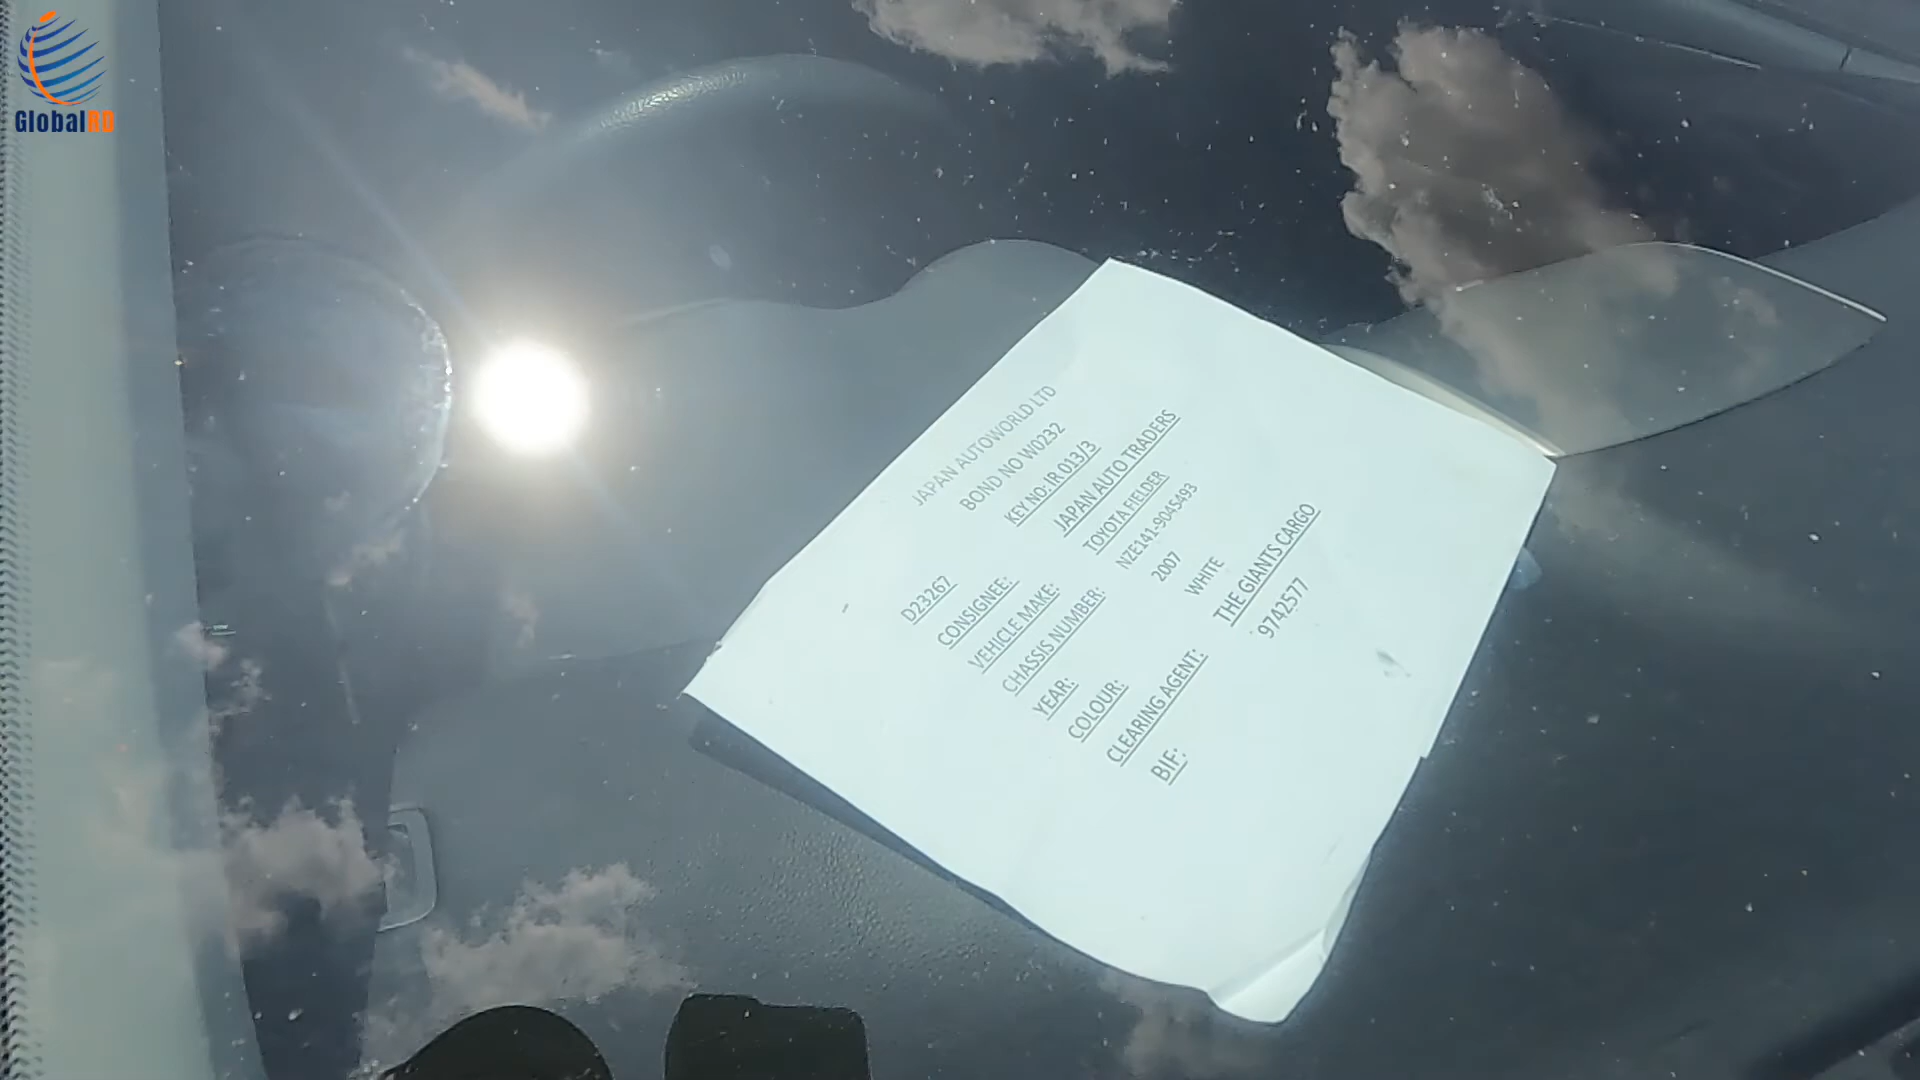 GlobalRD
JAPAN AUTOWORLD LTD
BOND NO W0232
KEY NO: IR 013/3
D23267
CONSIGNEE: JAPAN AUTO TRADERS
VEHICLE MAKE: TOYOTA FIELDER
CHASSIS NUMBER: NZE141-9045493
YEAR: 2007
COLOUR: WHITE
CLEARING AGENT: THE GIANTS CARGO
BIF: 9742577